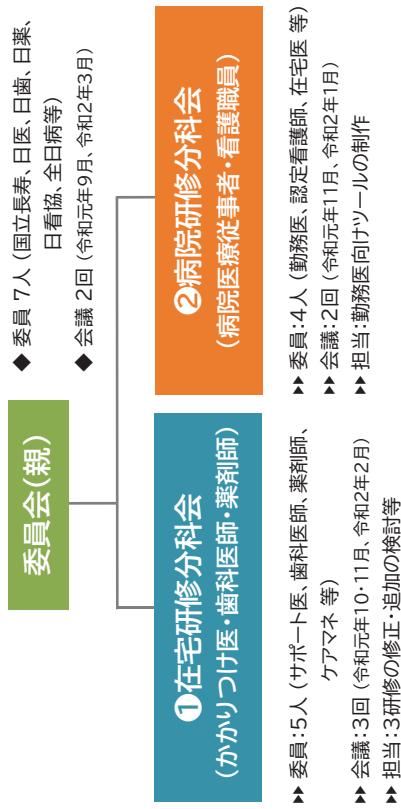 委員会(親)
◆ 委員 7人 (国立長寿、日医、日歯、日薬、
日看協、全日病等)
◆ 会議 2回 (令和元年9月、令和2年3月)
❶在宅研修分科会
(かかりつけ医・歯科医師・薬剤師)
▶▶ 委員:5人 (サポート医、歯科医師、薬剤師、
ケアマネ 等)
▶▶ 会議:3回 (令和元年10・11月、令和2年2月)
▶▶ 担当:3研修の修正・追加の検討等
❷病院研修分科会
(病院医療従事者・看護職員)
▶▶ 委員:4人 (勤務医、認定看護師、在宅医 等)
▶▶ 会議:2回 (令和元年11月、令和2年1月)
▶▶ 担当:勤務医向けツールの制作